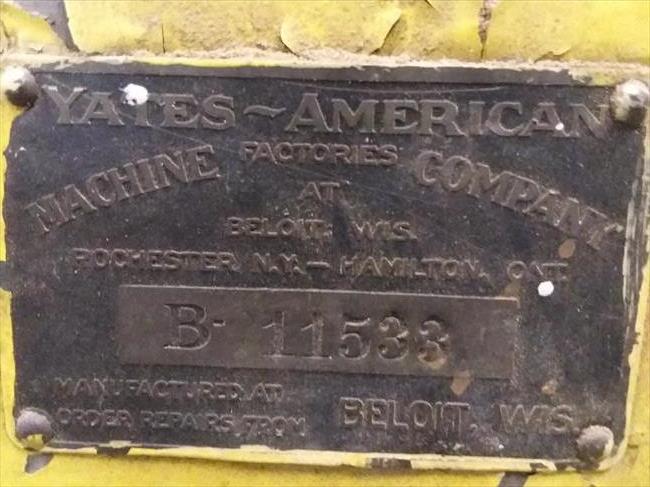 YATES~AMERICAN
MACHINE FACTORIES COMPANY
AT
BELOIT, WIS.
ROCHESTER, N.Y.— HAMILTON, ONT.
B- 11533
MANUFACTURED AT
ORDER REPAIRS FROM BELOIT, WIS.